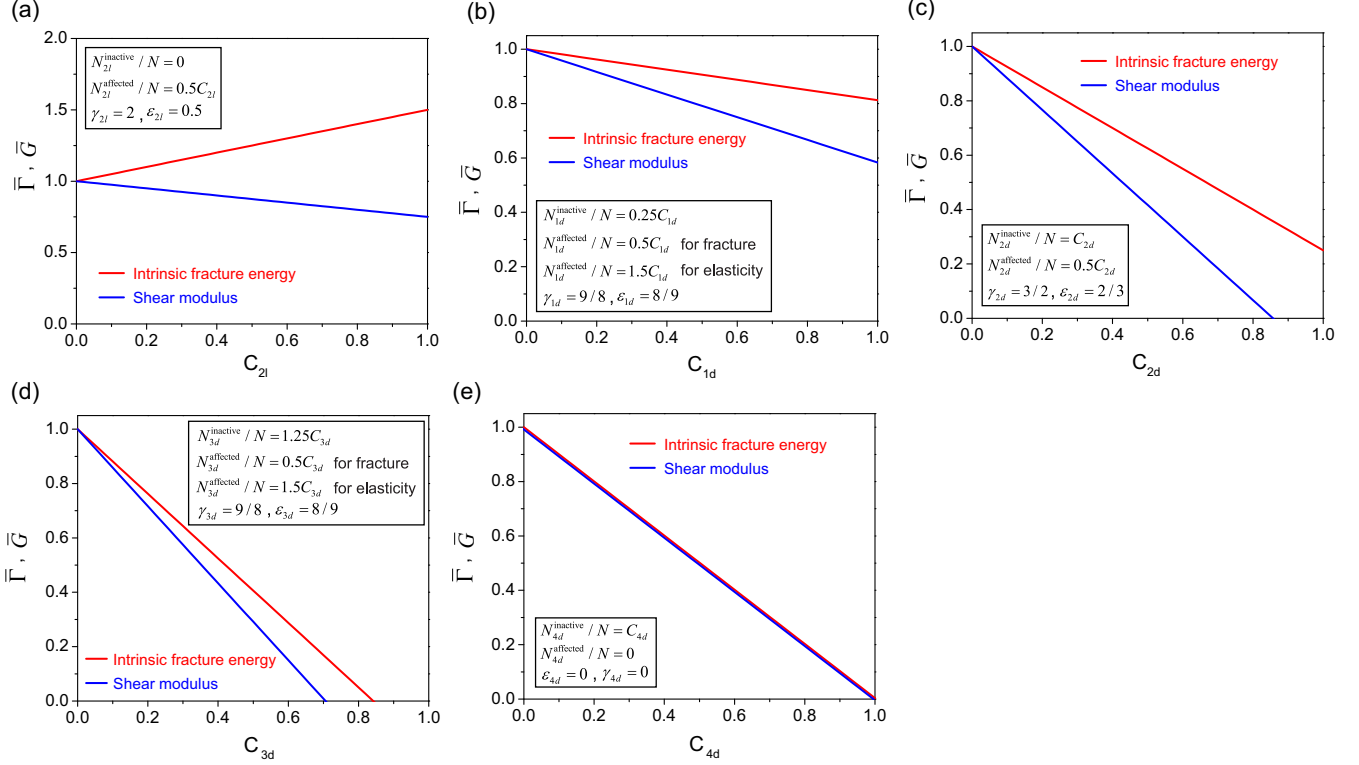 (a)
2.0
1.5
1.0
0.5
0.0
Γ̅ , G̅
N_{2l}^{inactive} / N = 0
N_{2l}^{affected} / N = 0.5C_{2l}
γ_{2l} = 2 , ε_{2l} = 0.5
Intrinsic fracture energy
Shear modulus
0.0 0.2 0.4 0.6 0.8 1.0
C_{2l}
(b)
1.0
0.8
0.6
0.4
0.2
0.0
Γ̅ , G̅
Intrinsic fracture energy
Shear modulus
N_{1d}^{inactive} / N = 0.25C_{1d}
N_{1d}^{affected} / N = 0.5C_{1d} for fracture
N_{1d}^{affected} / N = 1.5C_{1d} for elasticity
γ_{1d} = 9 / 8 , ε_{1d} = 8 / 9
0.0 0.2 0.4 0.6 0.8 1.0
C_{1d}
(c)
1.0
0.8
0.6
0.4
0.2
0.0
Γ̅ , G̅
Intrinsic fracture energy
Shear modulus
N_{2d}^{inactive} / N = C_{2d}
N_{2d}^{affected} / N = 0.5C_{2d}
γ_{2d} = 3 / 2 , ε_{2d} = 2 / 3
0.0 0.2 0.4 0.6 0.8 1.0
C_{2d}
(d)
1.0
0.8
0.6
0.4
0.2
0.0
Γ̅ , G̅
N_{3d}^{inactive} / N = 1.25C_{3d}
N_{3d}^{affected} / N = 0.5C_{3d} for fracture
N_{3d}^{affected} / N = 1.5C_{3d} for elasticity
γ_{3d} = 9 / 8 , ε_{3d} = 8 / 9
Intrinsic fracture energy
Shear modulus
0.0 0.2 0.4 0.6 0.8 1.0
C_{3d}
(e)
1.0
0.8
0.6
0.4
0.2
0.0
Γ̅ , G̅
Intrinsic fracture energy
Shear modulus
N_{4d}^{inactive} / N = C_{4d}
N_{4d}^{affected} / N = 0
ε_{4d} = 0 , γ_{4d} = 0
0.0 0.2 0.4 0.6 0.8 1.0
C_{4d}